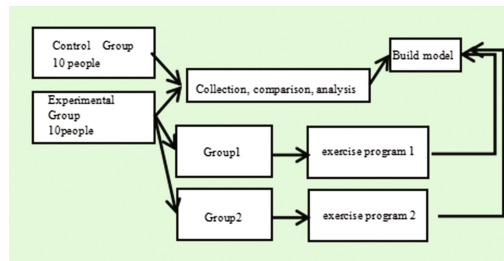 Control Group
10 people
Build model
Collection, comparison, analysis
Experimental
Group
10people
Group1
exercise program 1
Group2
exercise program 2